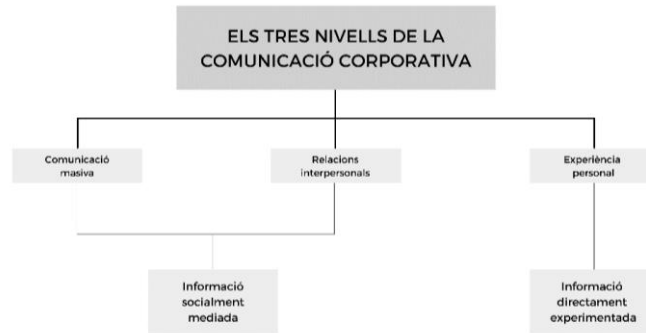 ELS TRES NIVELLS DE LA
COMUNICACIÓ CORPORATIVA
Comunicació
masiva
Relacions
interpersonals
Experiència
personal
Informació
socialment
mediada
Informació
directament
experimentada